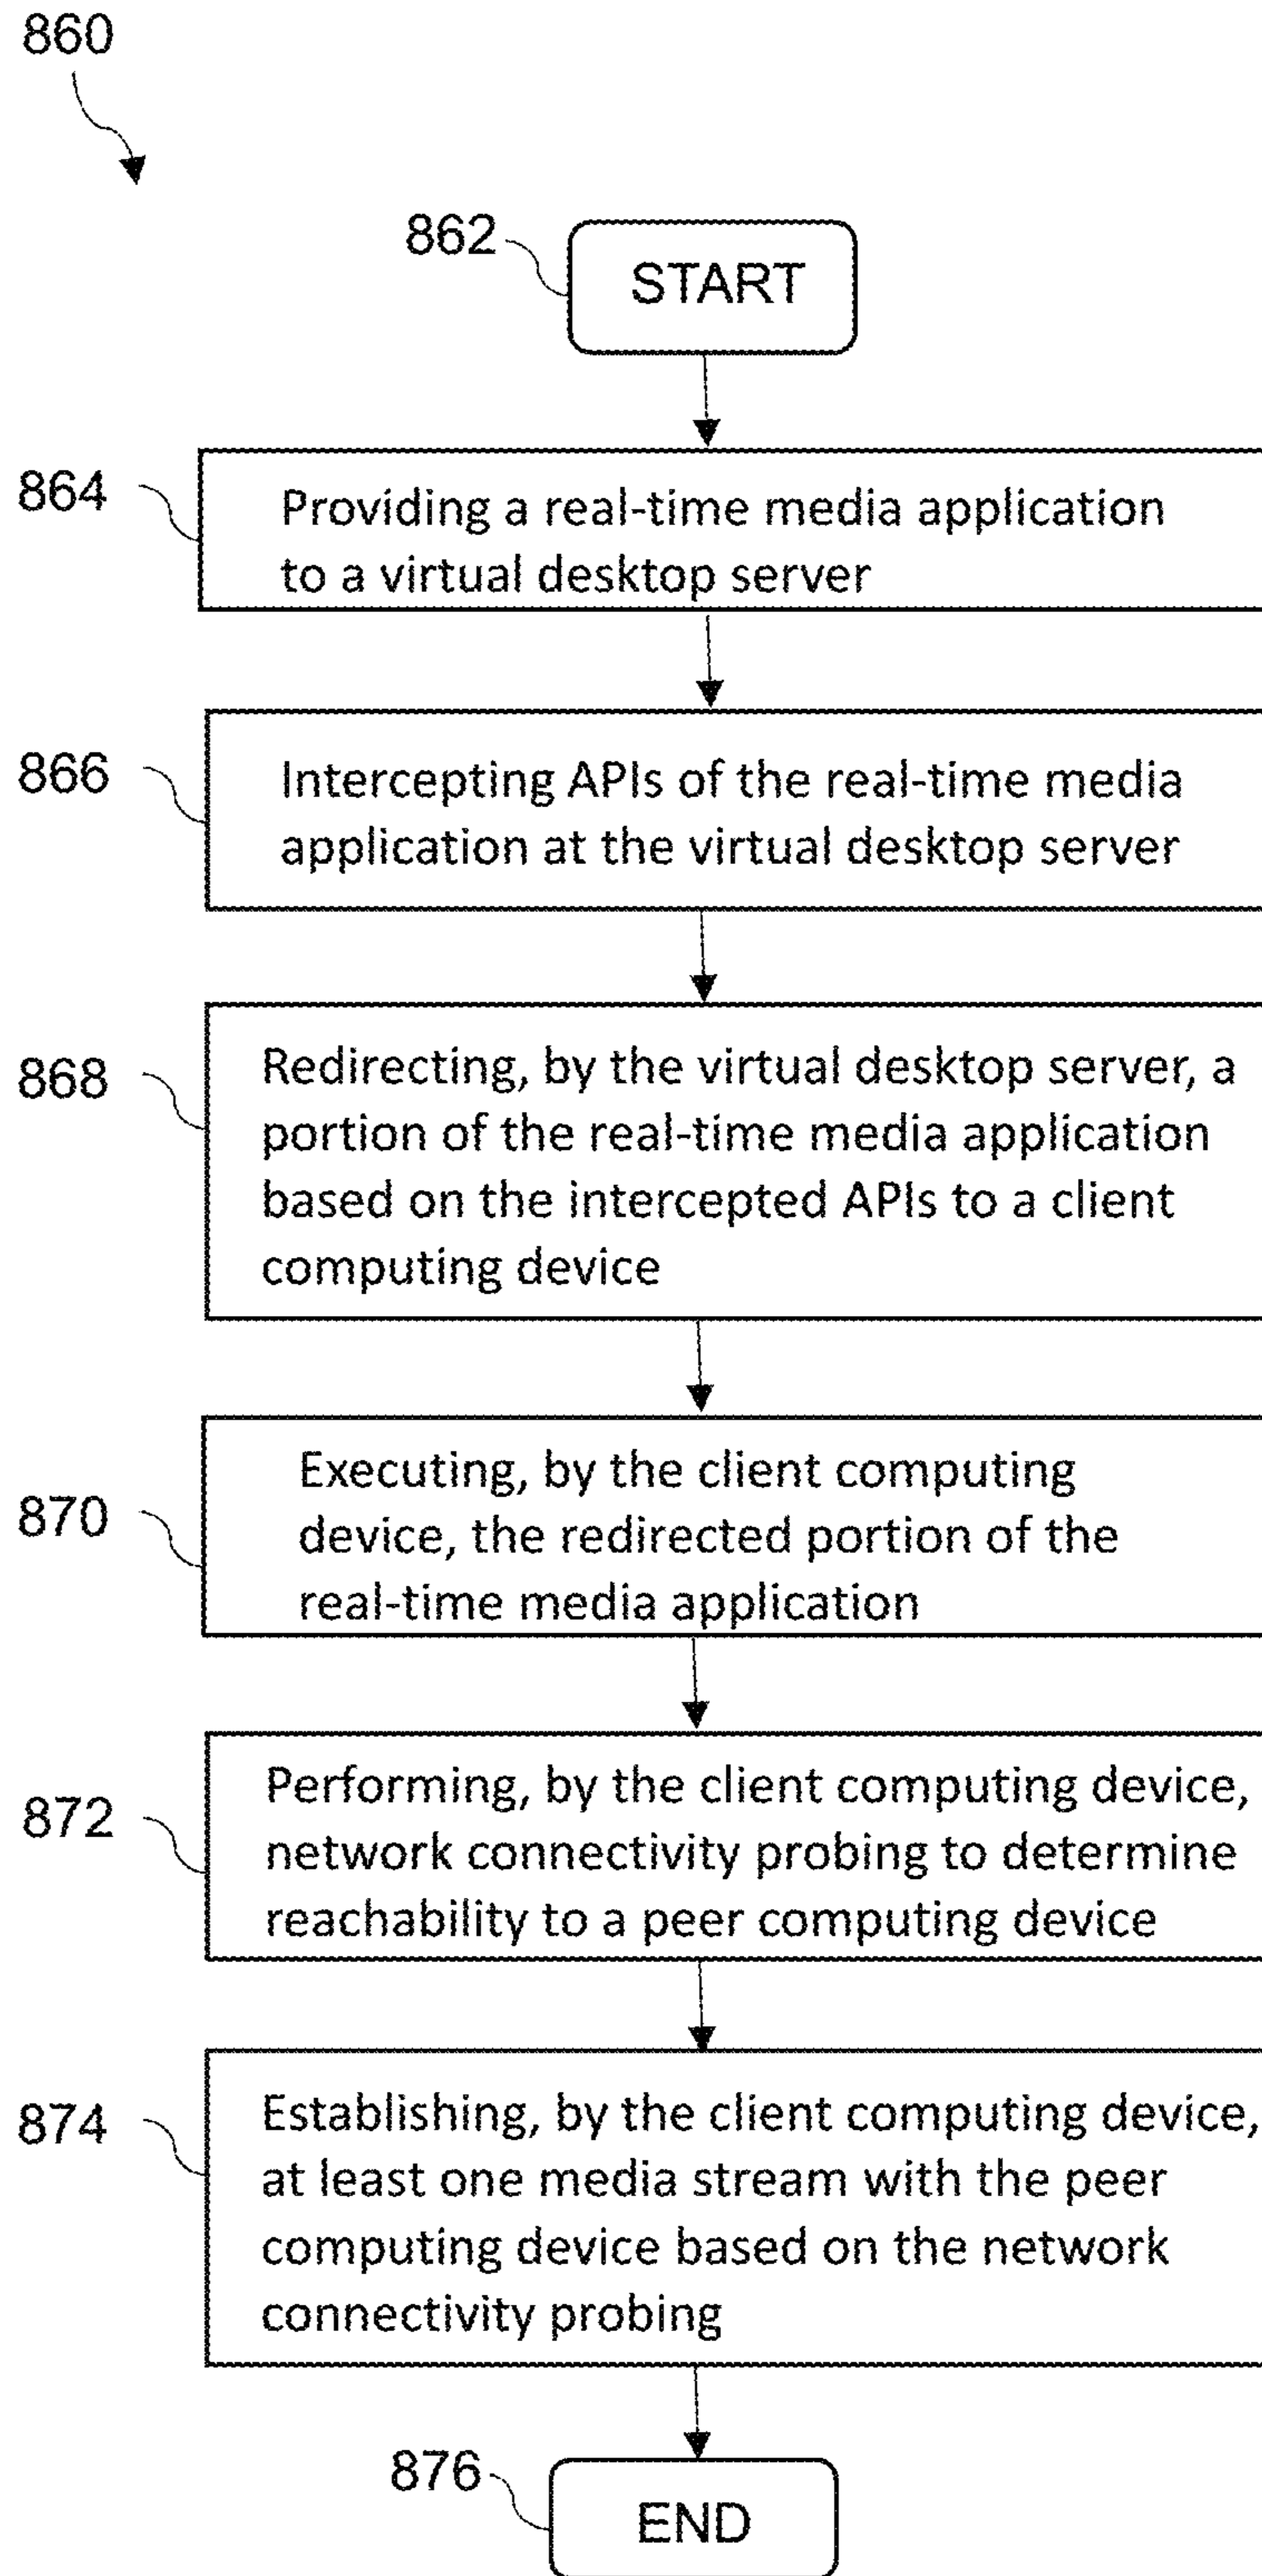 860
862
START
864
Providing a real-time media application
to a virtual desktop server
866
Intercepting APIs of the real-time media
application at the virtual desktop server
868
Redirecting, by the virtual desktop server, a
portion of the real-time media application
based on the intercepted APIs to a client
computing device
870
Executing, by the client computing
device, the redirected portion of the
real-time media application
872
Performing, by the client computing device,
network connectivity probing to determine
reachability to a peer computing device
874
Establishing, by the client computing device,
at least one media stream with the peer
computing device based on the network
connectivity probing
876
END